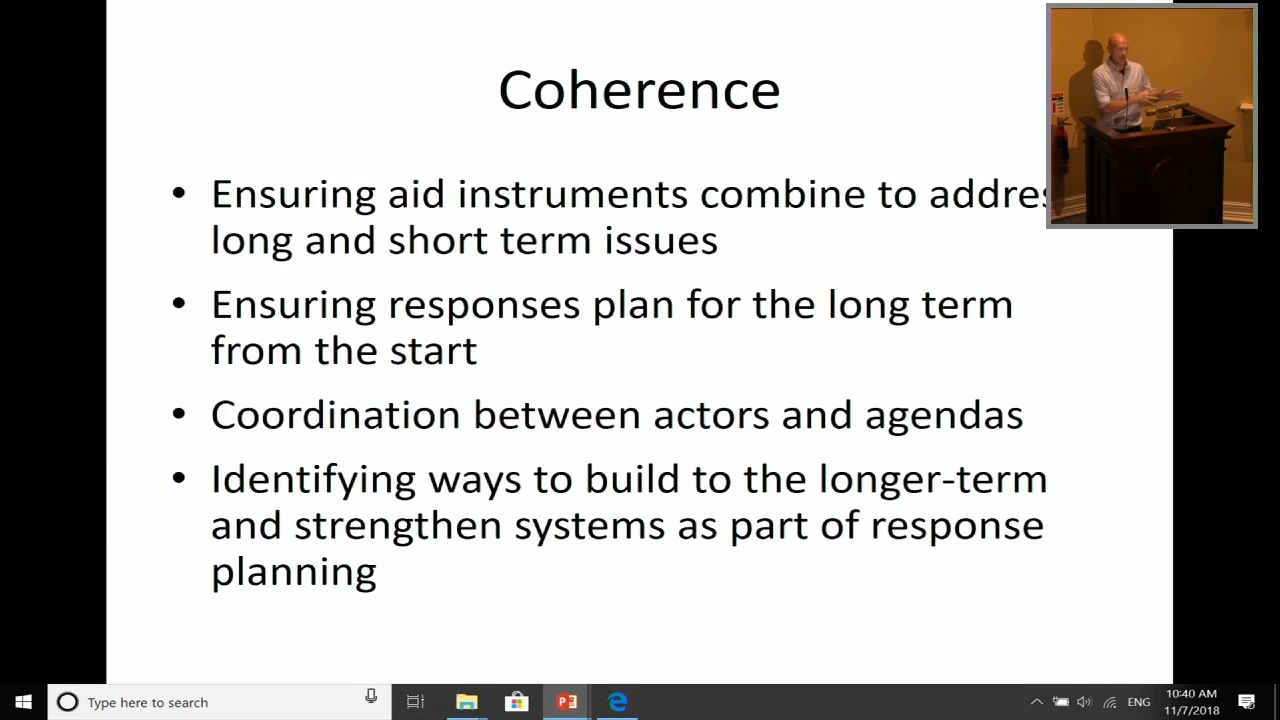 Coherence
• Ensuring aid instruments combine to
long and short term issues
• Ensuring responses plan for the long term
from the start
• Coordination between actors and agendas
• Identifying ways to build to the longer-term
and strengthen systems as part of response
planning
Type here to search
ENG
10:40 AM
11/7/2018